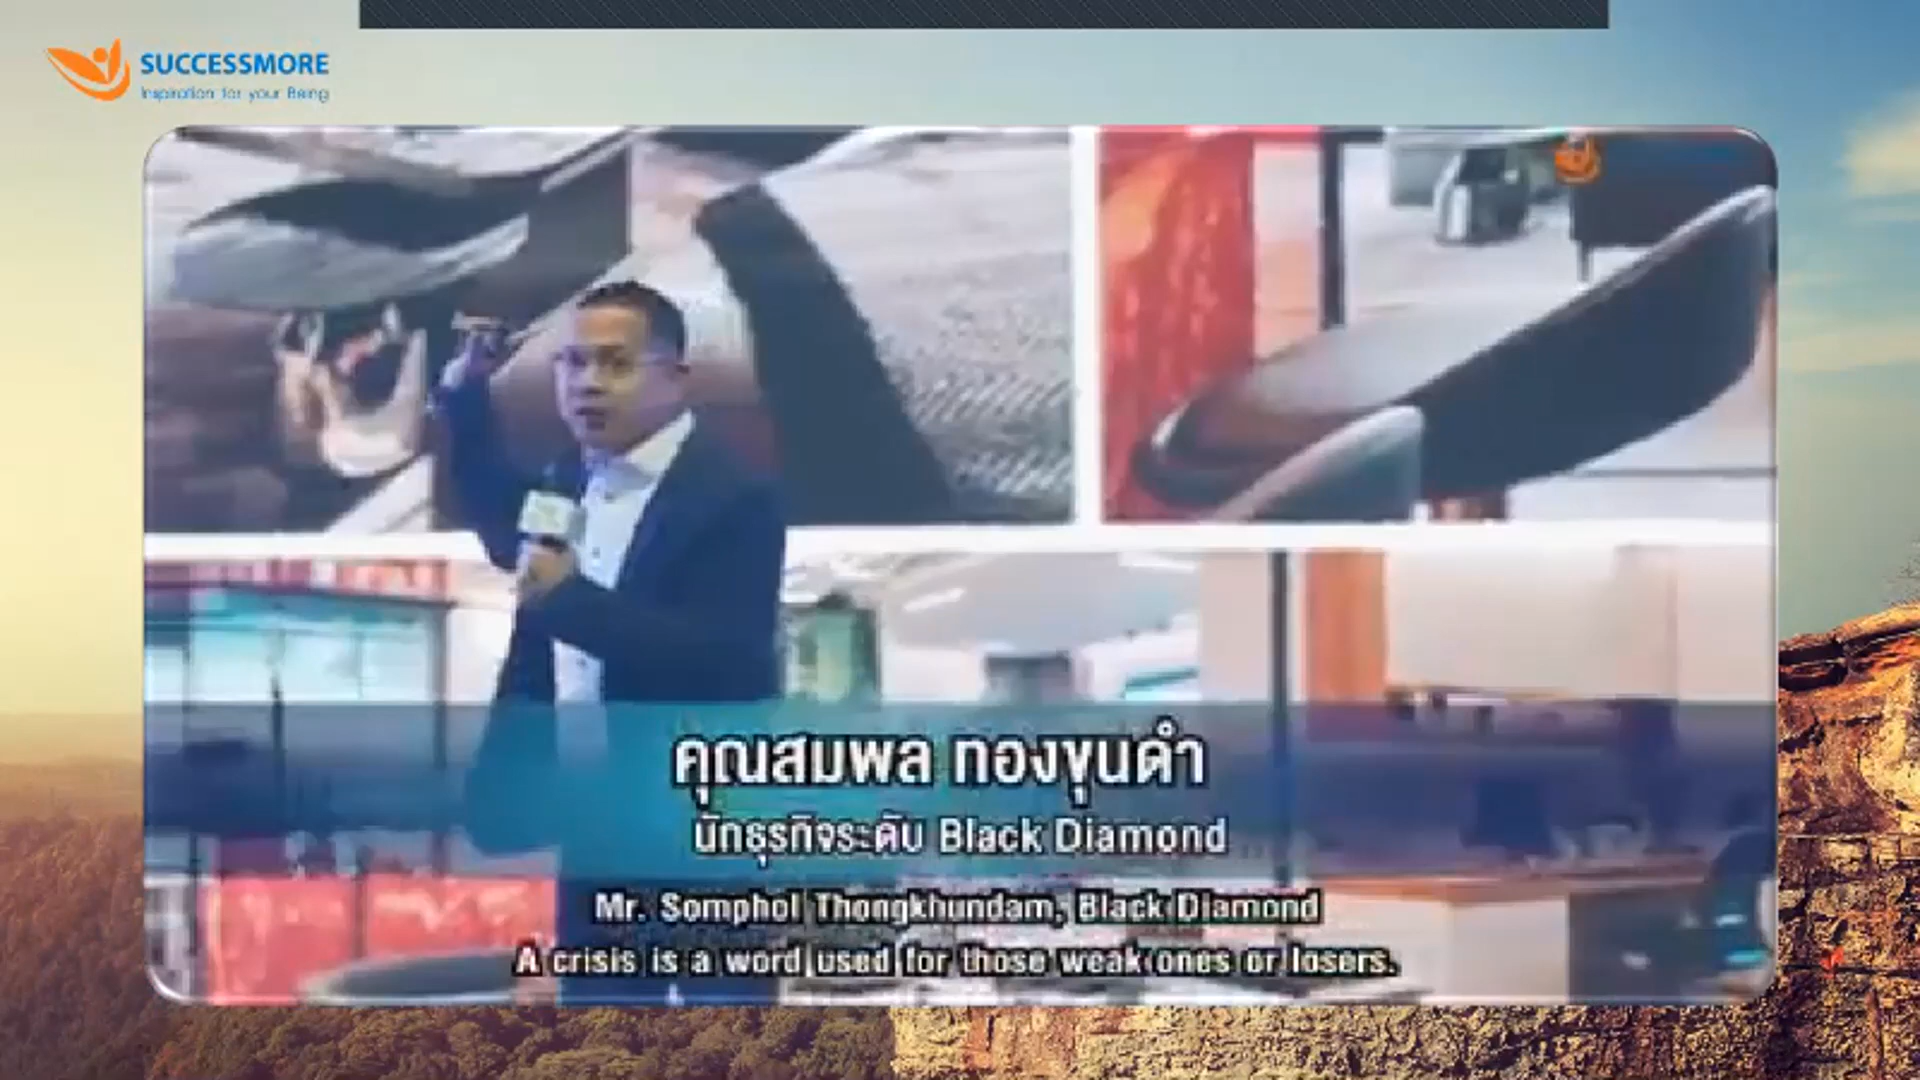 SUCCESSMORE
Inspiration for your Being
คุณสมพล ทองขุนดำ
นักธุรกิจระดับ Black Diamond
Mr. Somphol Thongkhundam, Black Diamond
A crisis is a word used for those weak ones or losers.